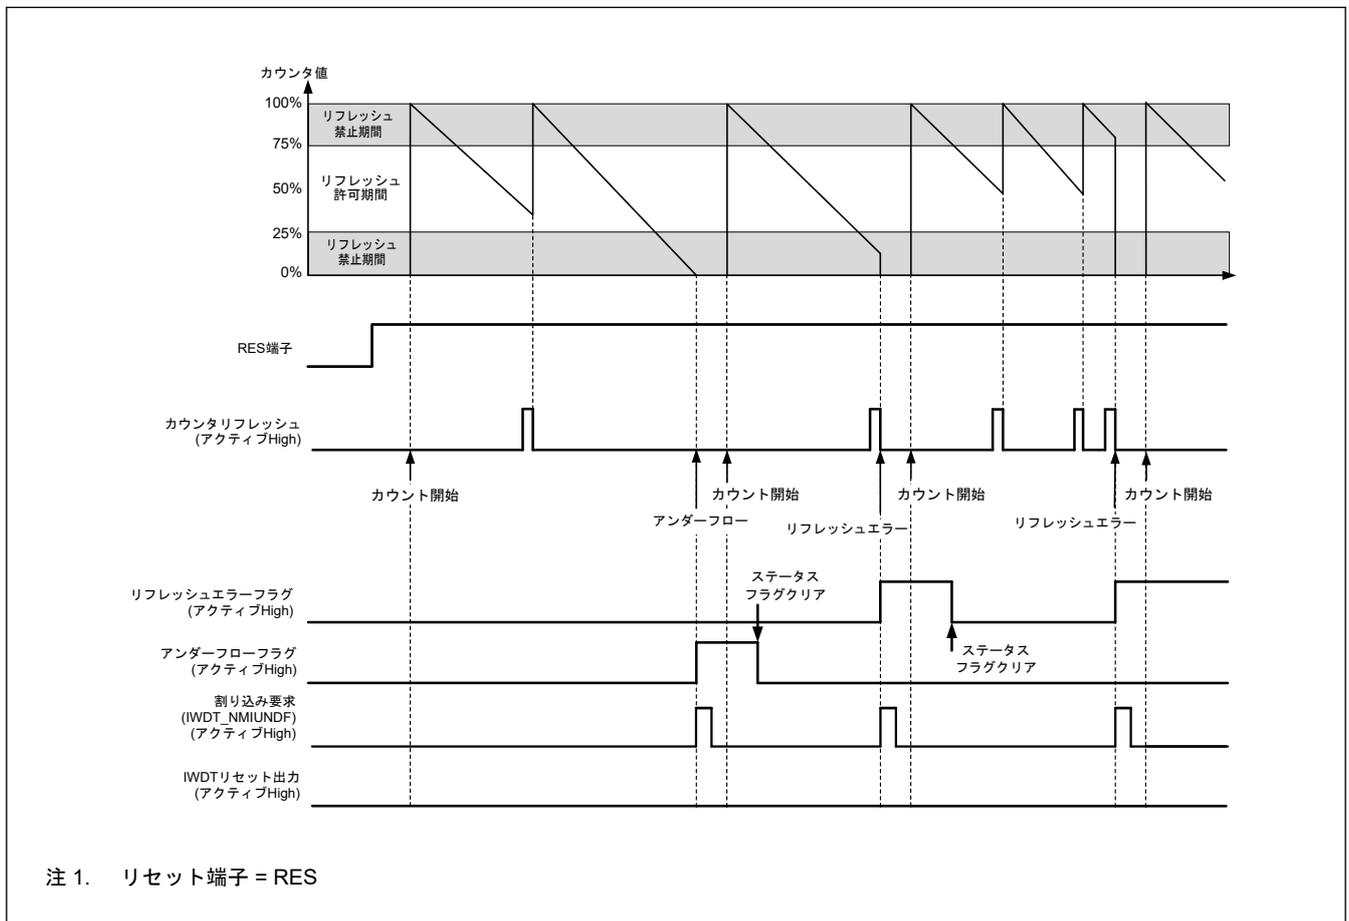 カウンタ値
100%
リフレッシュ
禁止期間
75%
リフレッシュ
許可期間
50%
25%
リフレッシュ
禁止期間
0%
RES端子
カウンタリフレッシュ
(アクティブHigh)
カウント開始
カウント開始
カウント開始
カウント開始
アンダーフロー
リフレッシュエラー
リフレッシュエラー
ステータス
フラグクリア
リフレッシュエラーフラグ
(アクティブHigh)
アンダーフローフラグ
(アクティブHigh)
ステータス
フラグクリア
割り込み要求
(IWDT_NMIUNDF)
(アクティブHigh)
IWDTリセット出力
(アクティブHigh)
注 1. リセット端子 = RES